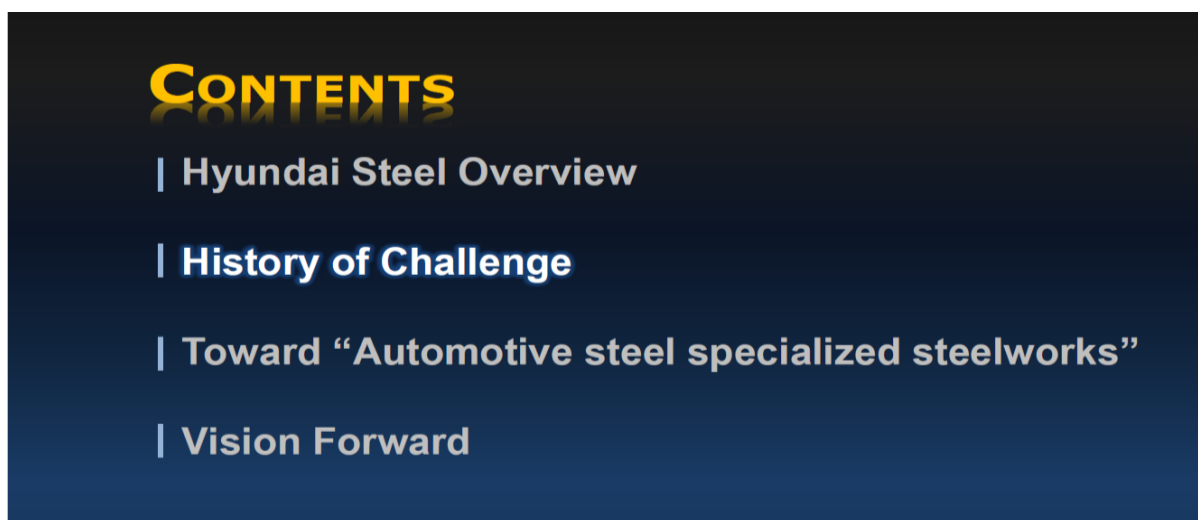 CONTENTS
Hyundai Steel Overview
History of Challenge
Toward “Automotive steel specialized steelworks”
Vision Forward